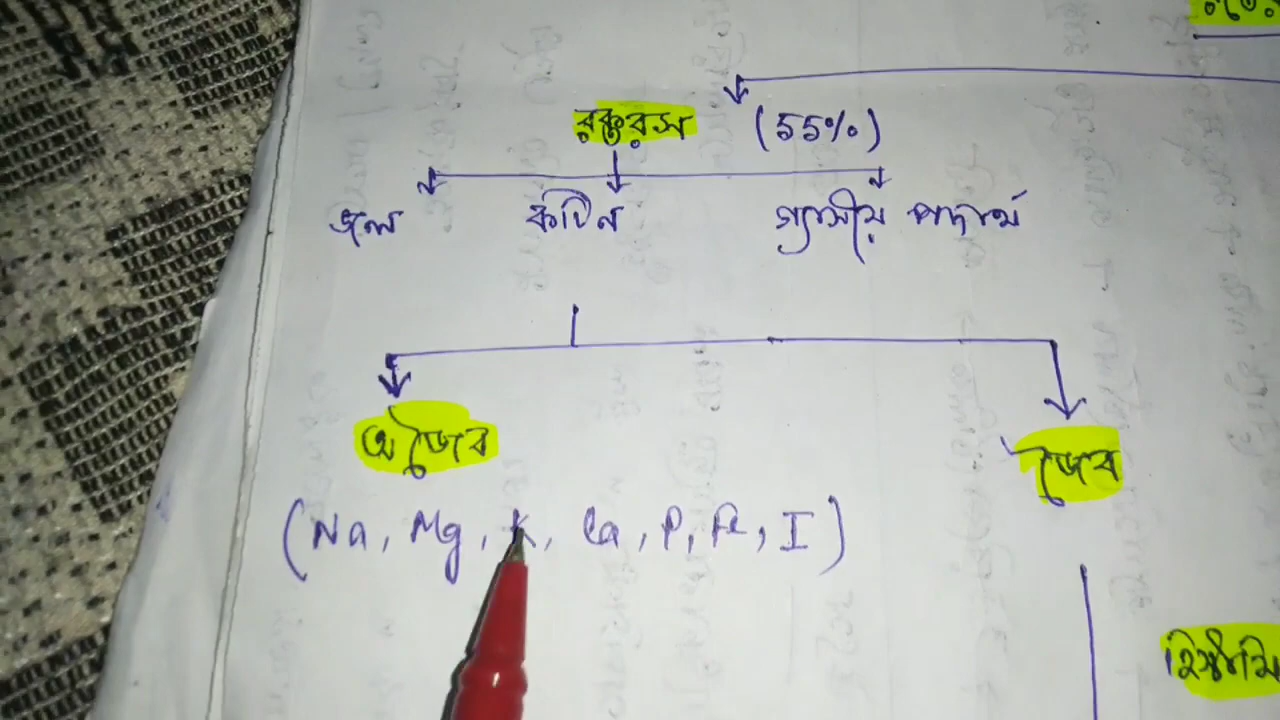 রক্তরস (55%)
জল কঠিন গ্যাসীয় পদার্থ
অজৈব জৈব
(Na, Mg, K, Ca, P, Fe, I)